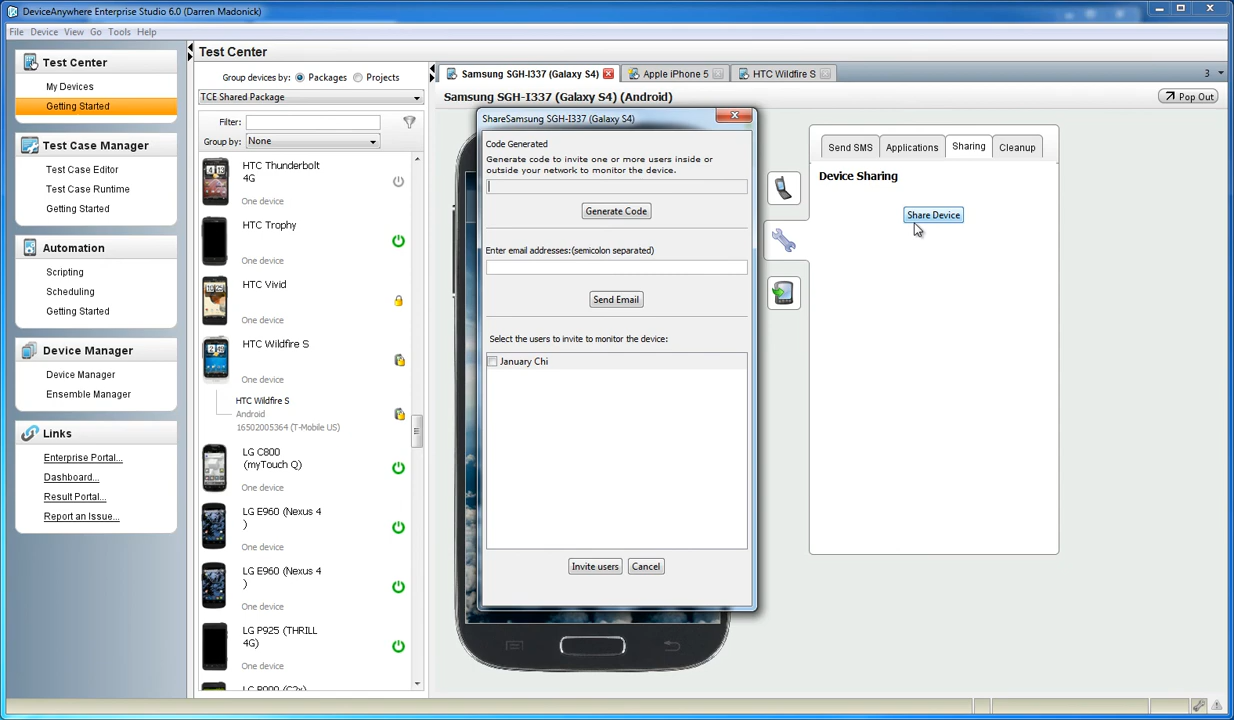 DeviceAnywhere Enterprise Studio 6.0 (Darren Madonick)
File Device View Go Tools Help
Test Center
My Devices
Getting Started
Test Case Manager
Test Case Editor
Test Case Runtime
Getting Started
Automation
Scripting
Scheduling
Getting Started
Device Manager
Device Manager
Ensemble Manager
Links
Enterprise Portal...
Dashboard...
Result Portal...
Report an Issue...
Test Center
Group devices by: Packages Projects
TCE Shared Package
Filter:
Group by: None
HTC Thunderbolt
4G
One device
HTC Trophy
One device
HTC Vivid
One device
HTC Wildfire S
One device
HTC Wildfire S
Android
16502005364 (T-Mobile US)
LG C800
(myTouch Q)
One device
LG E960 (Nexus 4
)
One device
LG E960 (Nexus 4
)
One device
LG P925 (THRILL
4G)
One device
Samsung SGH-I337 (Galaxy S4) Apple iPhone 5 HTC Wildfire S 3
Samsung SGH-I337 (Galaxy S4) (Android) Pop Out
ShareSamsung SGH-I337 (Galaxy S4)
Code Generated
Generate code to invite one or more users inside or
outside your network to monitor the device.
Generate Code
Enter email addresses:(semicolon separated)
Send Email
Select the users to invite to monitor the device:
January Chi
Invite users Cancel
Send SMS Applications Sharing Cleanup
Device Sharing
Share Device